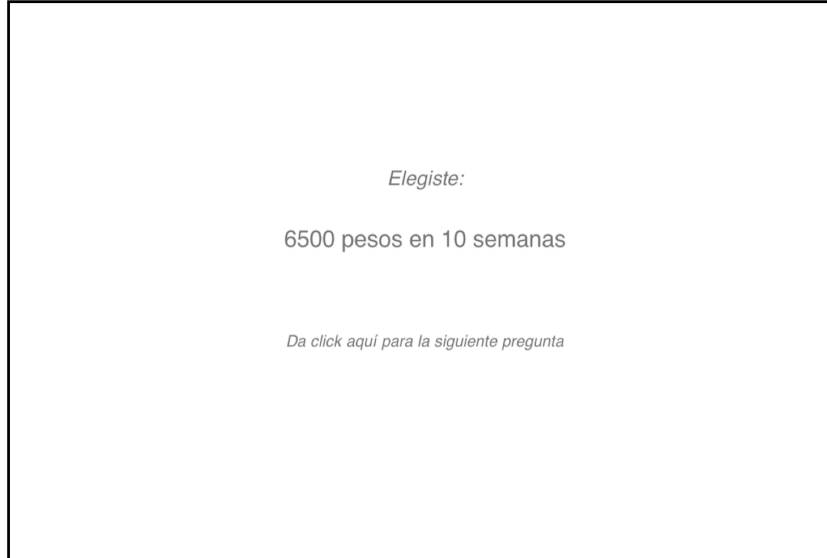 Elegiste:
6500 pesos en 10 semanas
Da click aquí para la siguiente pregunta